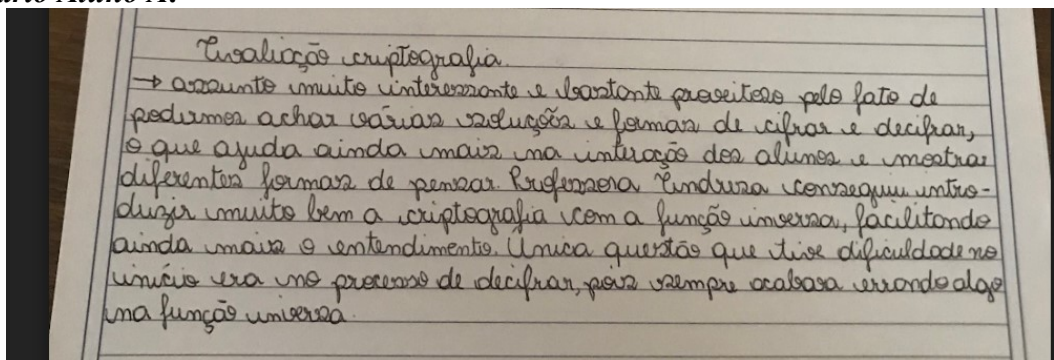 Avaliação criptografia.
→ assunto muito interessante e bastante proveitoso pelo fato de
podermos achar várias soluções e formas de cifrar e decifrar,
o que ajuda ainda mais na interação dos alunos e mostrar
diferentes formas de pensar. Professora Andruza conseguiu intro-
duzir muito bem a criptografia com a função inversa, facilitando
ainda mais o entendimento. Única questão que tive dificuldade no
início era no processo de decifrar, pois sempre acabava errando algo
na função inversa.